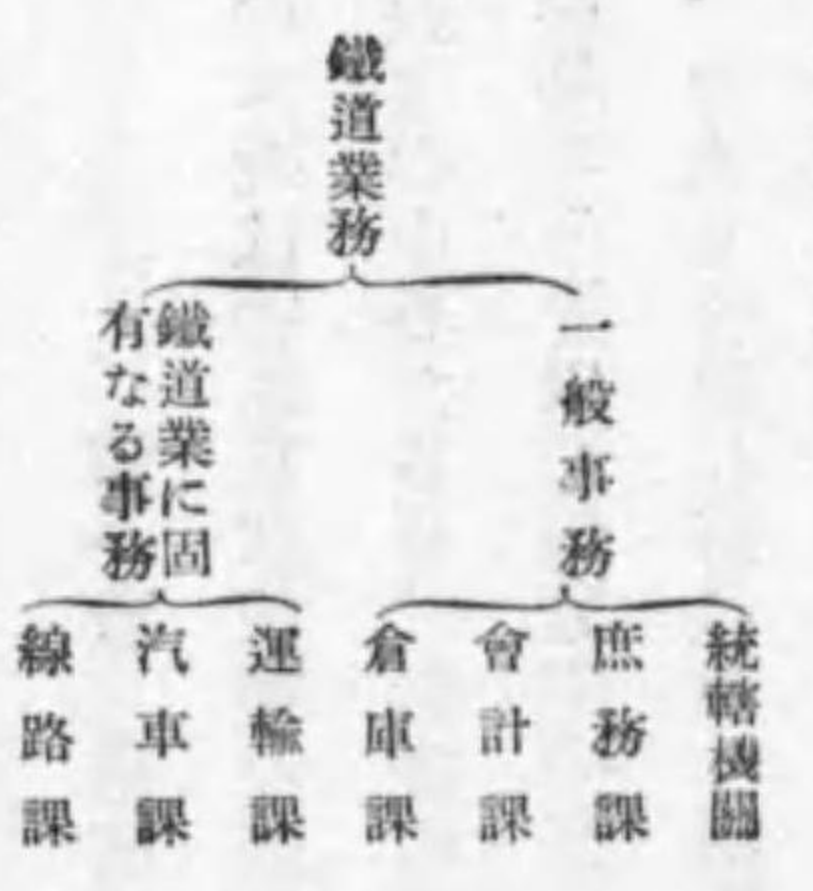 鐵道業務
一般事務
統轄機關
庶務課
會計課
倉庫課
鐵道業に固
有なる事務
運輸課
汽車課
線路課